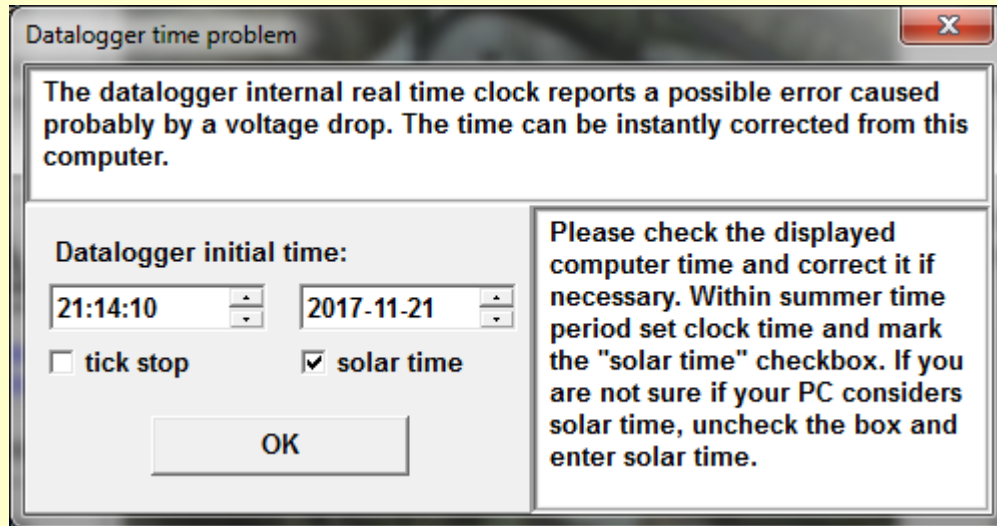 Datalogger time problem
The datalogger internal real time clock reports a possible error caused
probably by a voltage drop. The time can be instantly corrected from this
computer.
Datalogger initial time:
21:14:10
2017-11-21
tick stop
solar time
OK
Please check the displayed
computer time and correct it if
necessary. Within summer time
period set clock time and mark
the "solar time" checkbox. If you
are not sure if your PC considers
solar time, uncheck the box and
enter solar time.